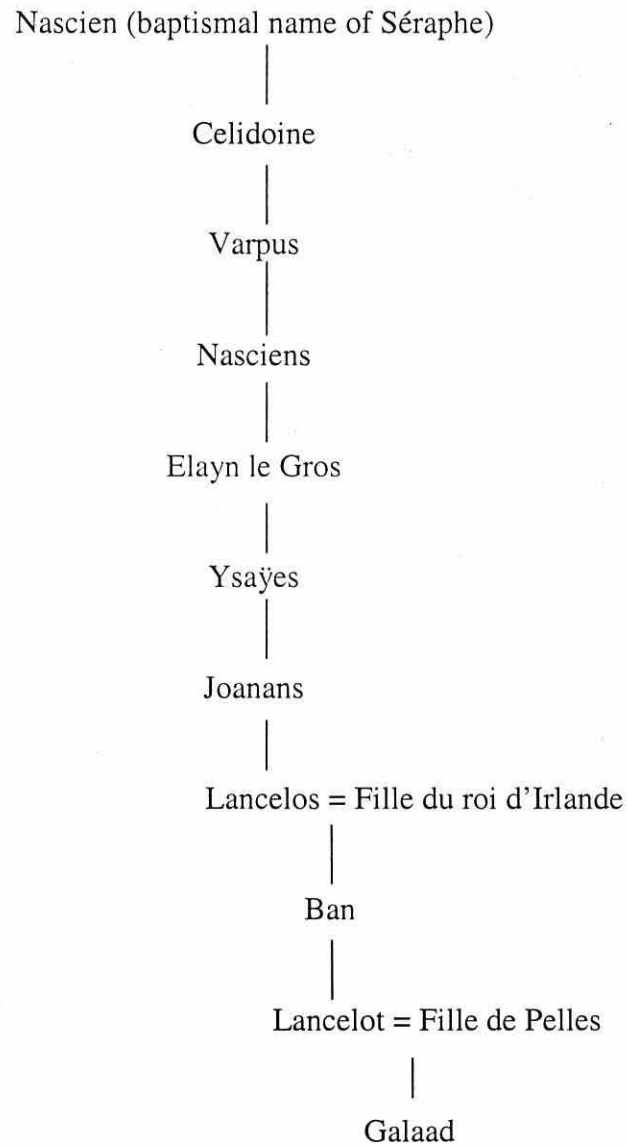 Nascien (baptismal name of Séraphe)
Celidoine
Varpus
Nasciens
Elayn le Gros
Ysaÿes
Joanans
Lancelos = Fille du roi d'Irlande
Ban
Lancelot = Fille de Pelles
Galaad